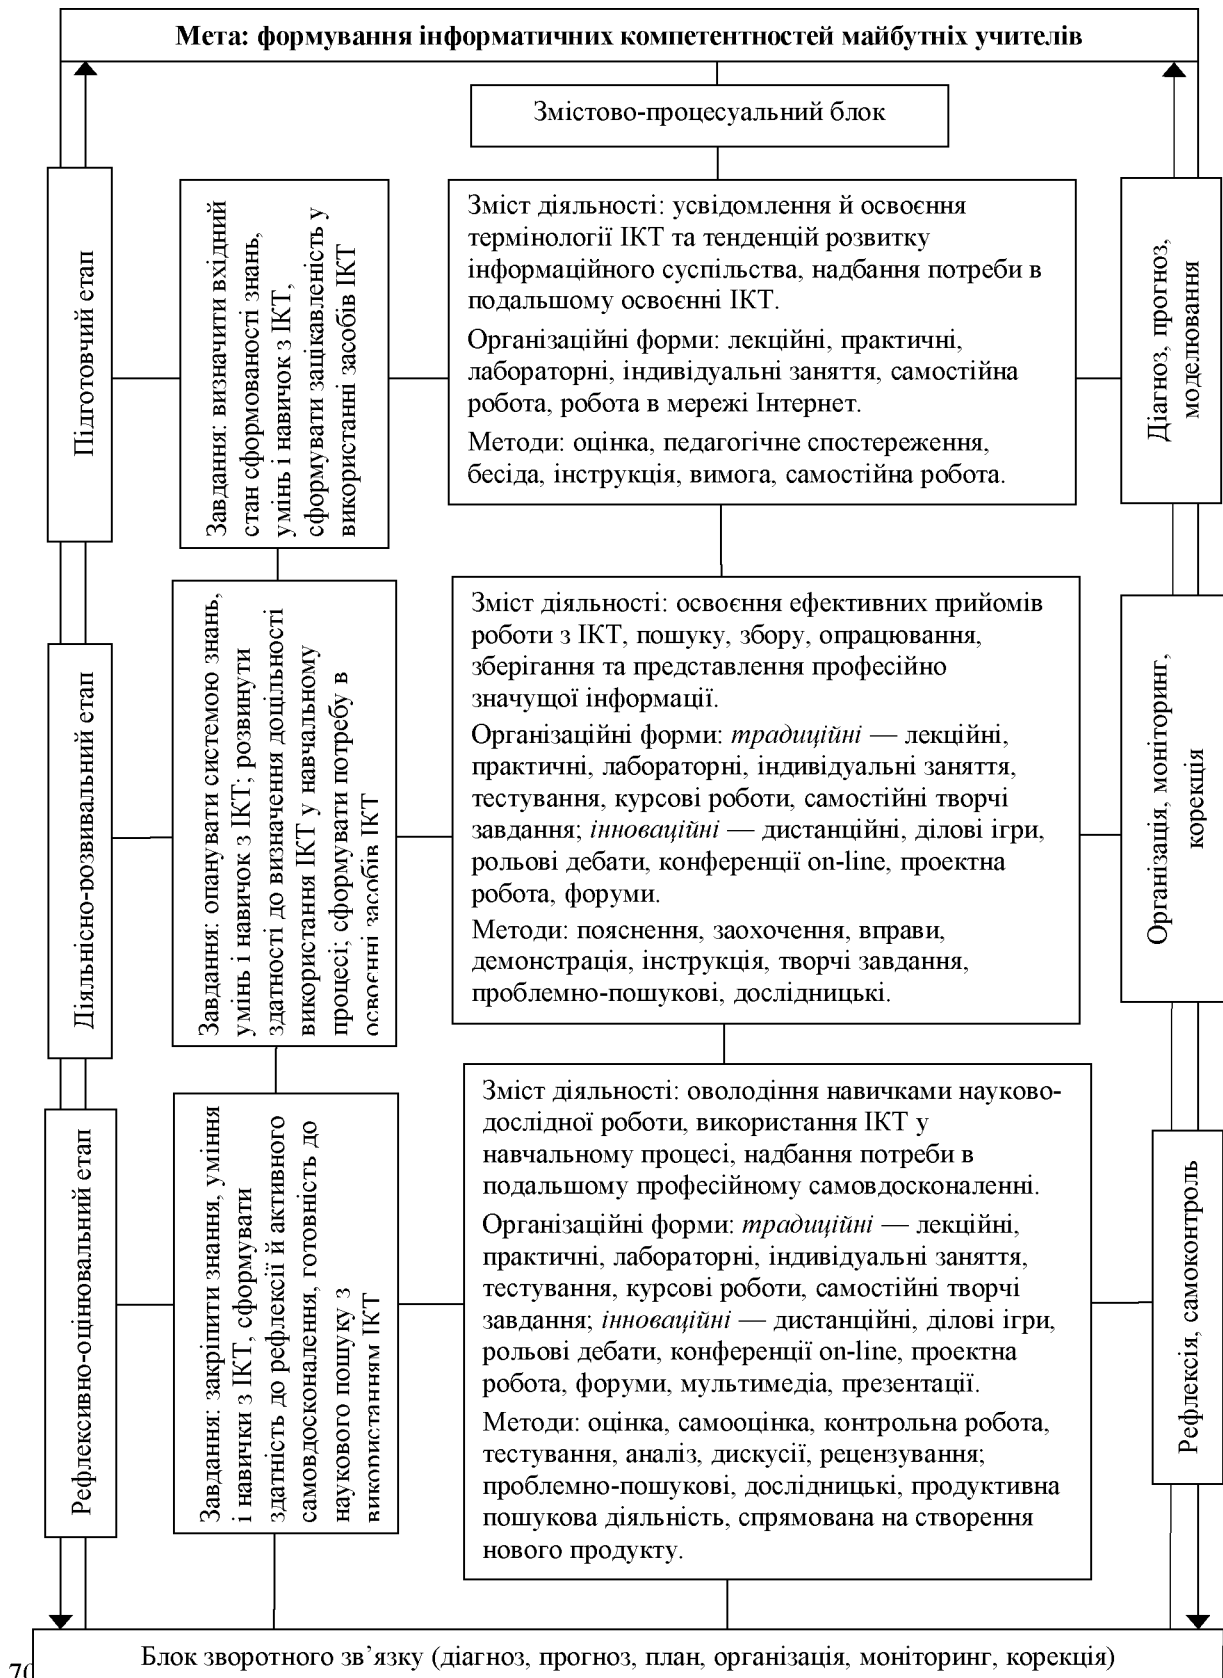 Мета: формування інформатичних компетентностей майбутніх учителів
Змістово-процесуальний блок
Підготовчий етап
Завдання: визначити вхідний
стан сформованості знань,
умінь і навичок з ІКТ,
сформувати зацікавленість у
використанні засобів ІКТ
Зміст діяльності: усвідомлення й освоєння
термінології ІКТ та тенденцій розвитку
інформаційного суспільства, надбання потреби в
подальшому освоєнні ІКТ.
Організаційні форми: лекційні, практичні,
лабораторні, індивідуальні заняття, самостійна
робота, робота в мережі Інтернет.
Методи: оцінка, педагогічне спостереження,
бесіда, інструкція, вимога, самостійна робота.
Діагноз, прогноз,
моделювання
Діяльнісно-розвивальний етап
Завдання: опанувати системою знань,
умінь і навичок з ІКТ; розвинути
здатності до визначення доцільності
використання ІКТ у навчальному
процесі; сформувати потребу в
освоєнні засобів ІКТ
Зміст діяльності: освоєння ефективних прийомів
роботи з ІКТ, пошуку, збору, опрацювання,
зберігання та представлення професійно
значущої інформації.
Організаційні форми: традиційні — лекційні,
практичні, лабораторні, індивідуальні заняття,
тестування, курсові роботи, самостійні творчі
завдання; інноваційні — дистанційні, ділові ігри,
рольові дебати, конференції on-line, проектна
робота, форуми.
Методи: пояснення, заохочення, вправи,
демонстрація, інструкція, творчі завдання,
проблемно-пошукові, дослідницькі.
Організація, моніторинг,
корекція
Рефлексивно-оцінювальний етап
Завдання: закріпити знання, уміння
і навички з ІКТ, сформувати
здатність до рефлексії й активного
самовдосконалення, готовність до
наукового пошуку з
використанням ІКТ
Зміст діяльності: оволодіння навичками науково-
дослідної роботи, використання ІКТ у
навчальному процесі, надбання потреби в
подальшому професійному самовдосконаленні.
Організаційні форми: традиційні — лекційні,
практичні, лабораторні, індивідуальні заняття,
тестування, курсові роботи, самостійні творчі
завдання; інноваційні — дистанційні, ділові ігри,
рольові дебати, конференції on-line, проектна
робота, форуми, мультимедіа, презентації.
Методи: оцінка, самооцінка, контрольна робота,
тестування, аналіз, дискусії, рецензування;
проблемно-пошукові, дослідницькі, продуктивна
пошукова діяльність, спрямована на створення
нового продукту.
Рефлексія, самоконтроль
Блок зворотного зв’язку (діагноз, прогноз, план, організація, моніторинг, корекція)